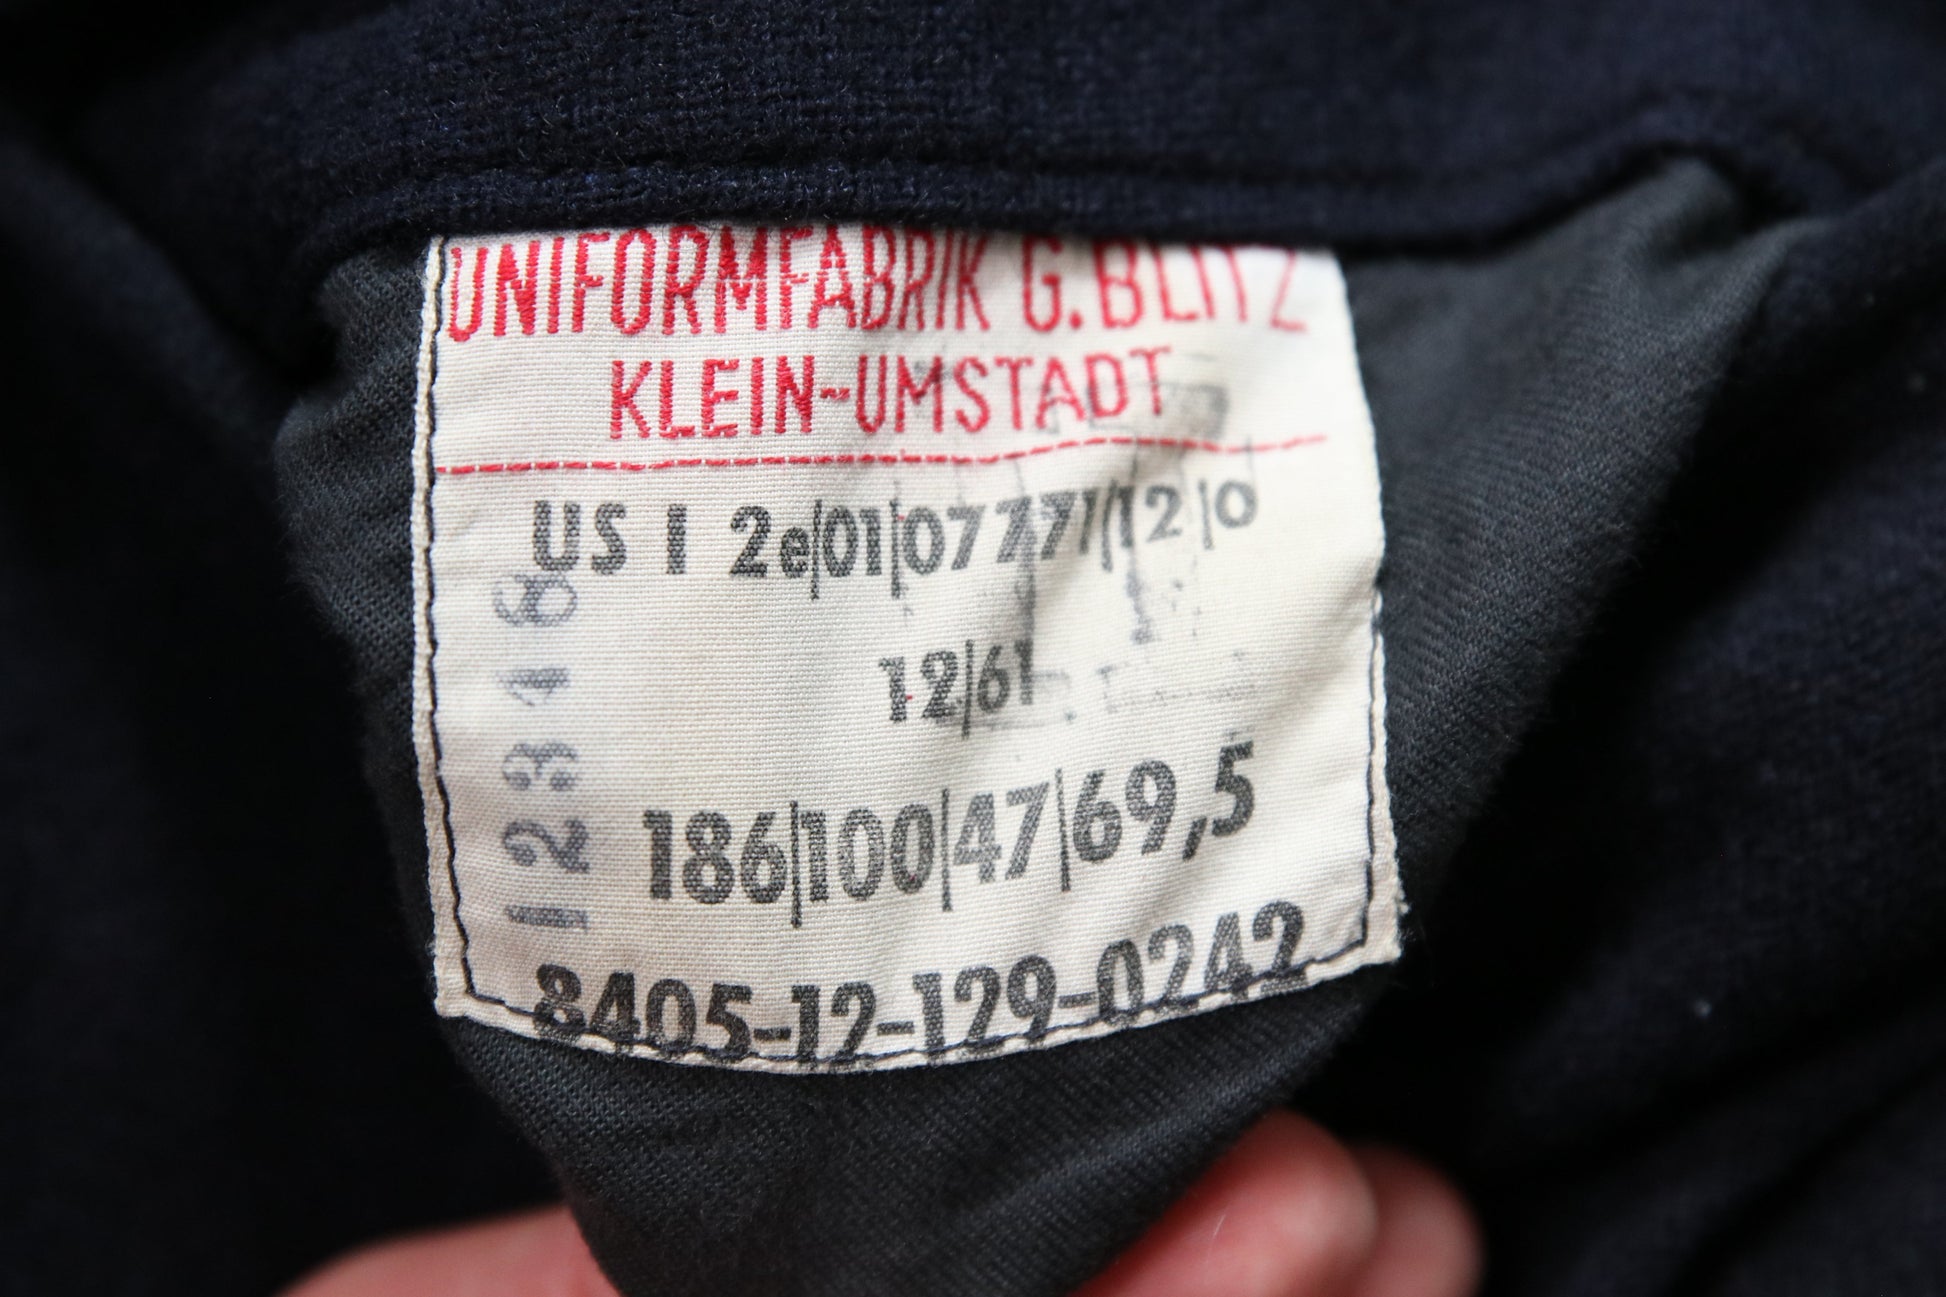 UNIFORMFABRIK G. BLITZ
KLEIN-UMSTADT
US I 2e/01/07777/12/0
12/61
186/100/47/69,5
8405-12-129-0242